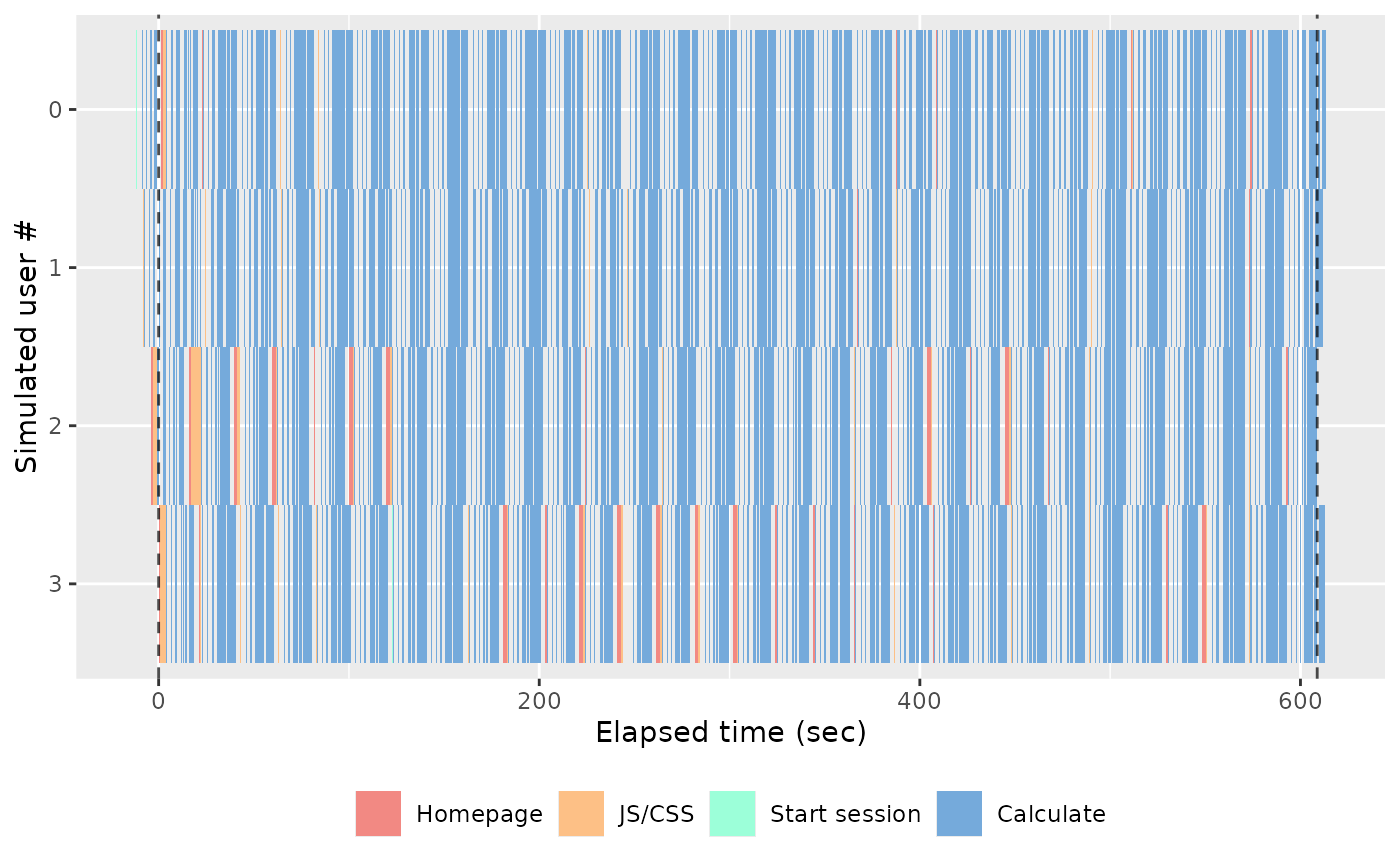 Simulated user #
0
1
2
3
0 200 400 600
Elapsed time (sec)
Homepage JS/CSS Start session Calculate